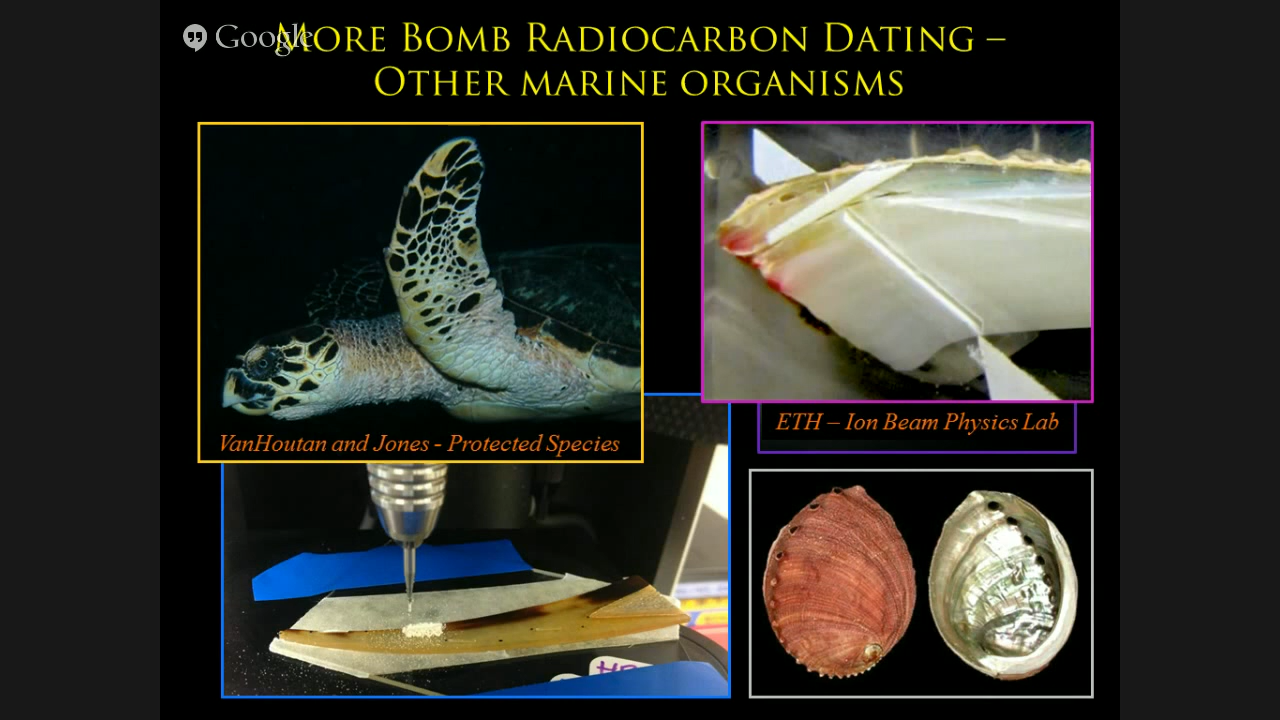 Google
MORE BOMB RADIOCARBON DATING –
OTHER MARINE ORGANISMS
VanHoutan and Jones - Protected Species
ETH – Ion Beam Physics Lab